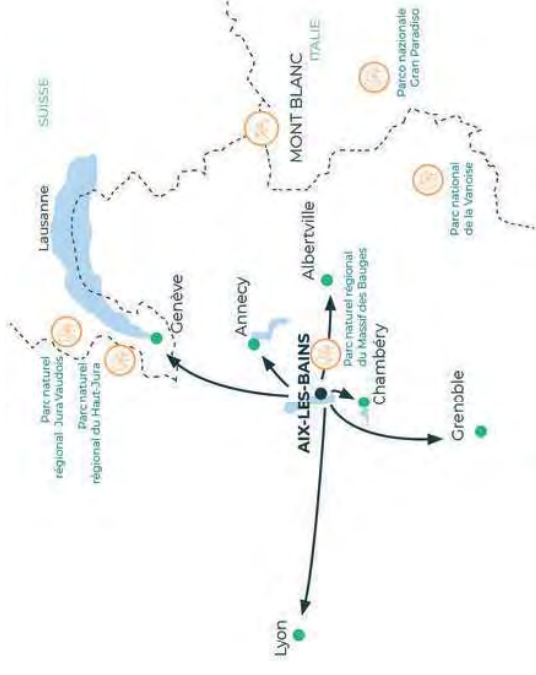 SUISSE
Lausanne
Parc naturel
régional Jura Vaudois
Parc naturel
régional du Haut-Jura
Genève
Annecy
MONT BLANC
ITALIE
AIX-LES-BAINS
Albertville
Parc naturel régional
du Massif des Bauges
Chambéry
Lyon
Grenoble
Parc national
de la Vanoise
Parco nazionale
Gran Paradiso